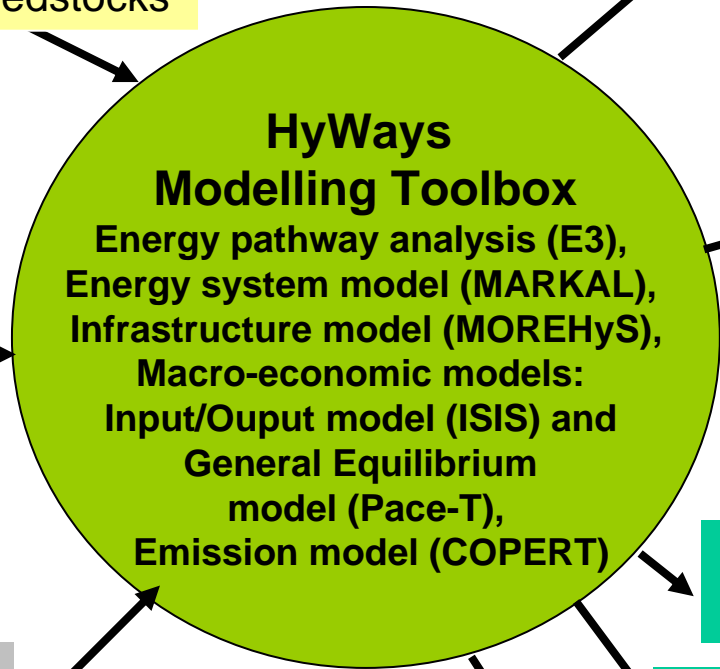 edstocks
HyWays
Modelling Toolbox
Energy pathway analysis (E3),
Energy system model (MARKAL),
Infrastructure model (MOREHyS),
Macro-economic models:
Input/Ouput model (ISIS) and
General Equilibrium
model (Pace-T),
Emission model (COPERT)